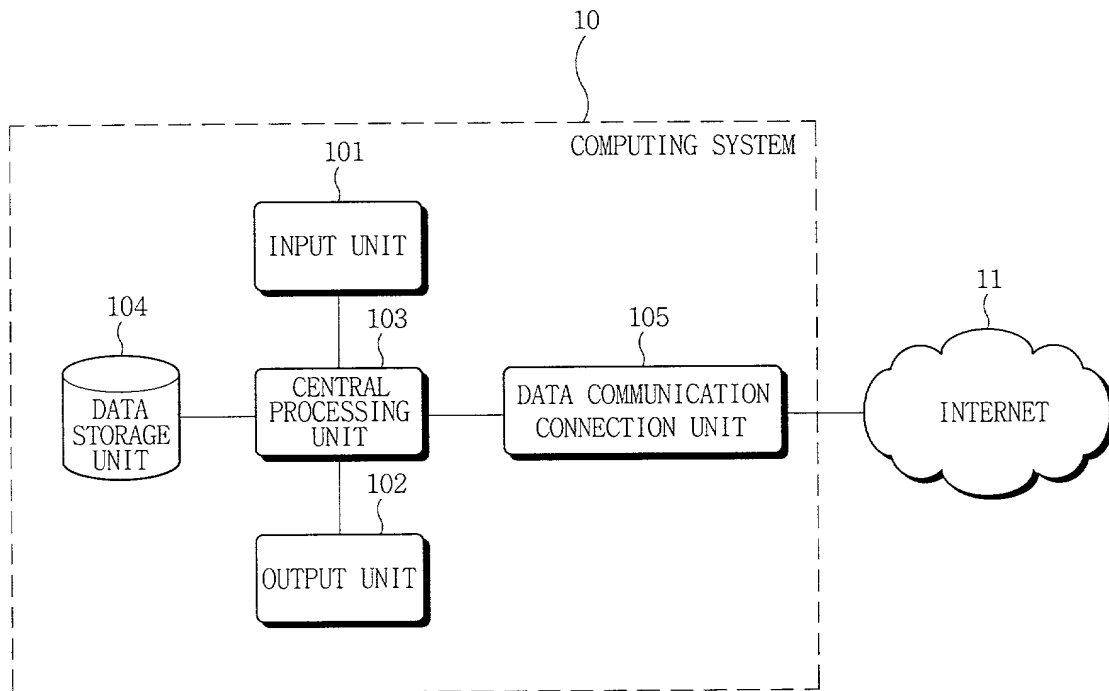 10
COMPUTING SYSTEM
101
INPUT UNIT
104
DATA
STORAGE
UNIT
103
CENTRAL
PROCESSING
UNIT
105
DATA COMMUNICATION
CONNECTION UNIT
11
INTERNET
102
OUTPUT UNIT